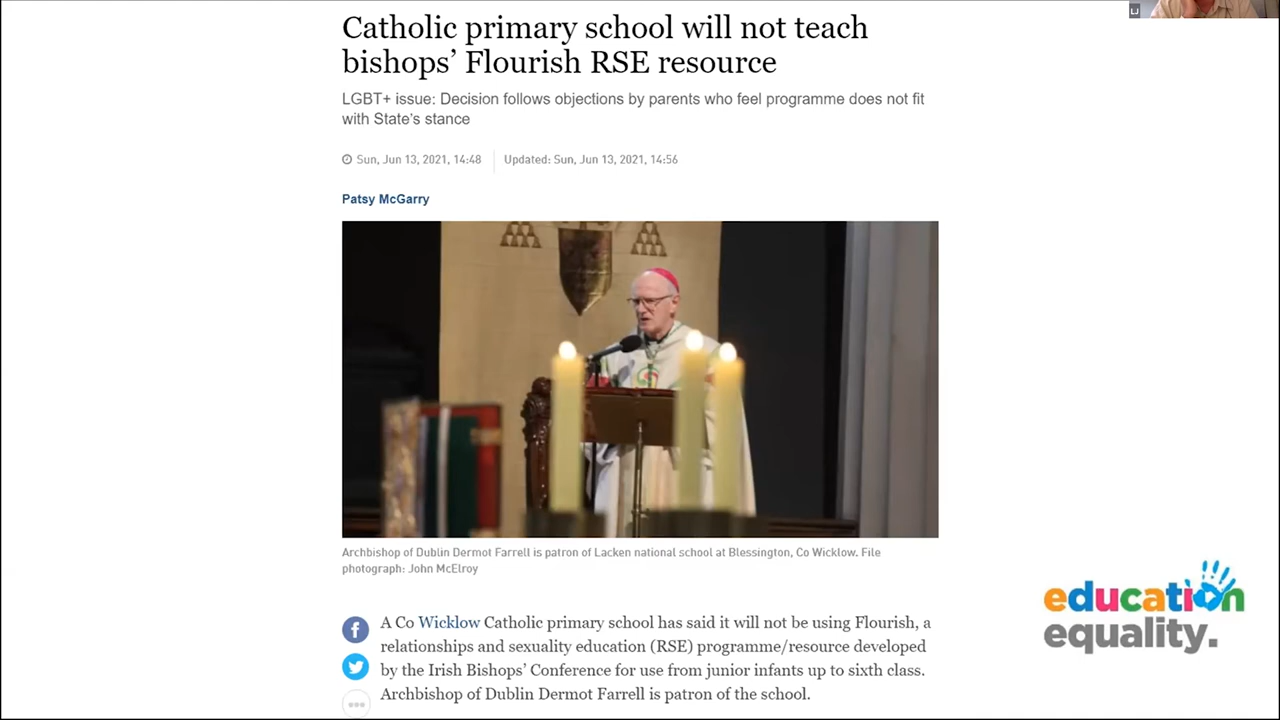 Catholic primary school will not teach
bishops’ Flourish RSE resource
LGBT+ issue: Decision follows objections by parents who feel programme does not fit
with State’s stance
Sun, Jun 13, 2021, 14:48 Updated: Sun, Jun 13, 2021, 14:56
Patsy McGarry
Archbishop of Dublin Dermot Farrell is patron of Lacken national school at Blessington, Co Wicklow. File
photograph: John McElroy
A Co Wicklow Catholic primary school has said it will not be using Flourish, a
relationships and sexuality education (RSE) programme/resource developed
by the Irish Bishops’ Conference for use from junior infants up to sixth class.
Archbishop of Dublin Dermot Farrell is patron of the school.
education
equality.